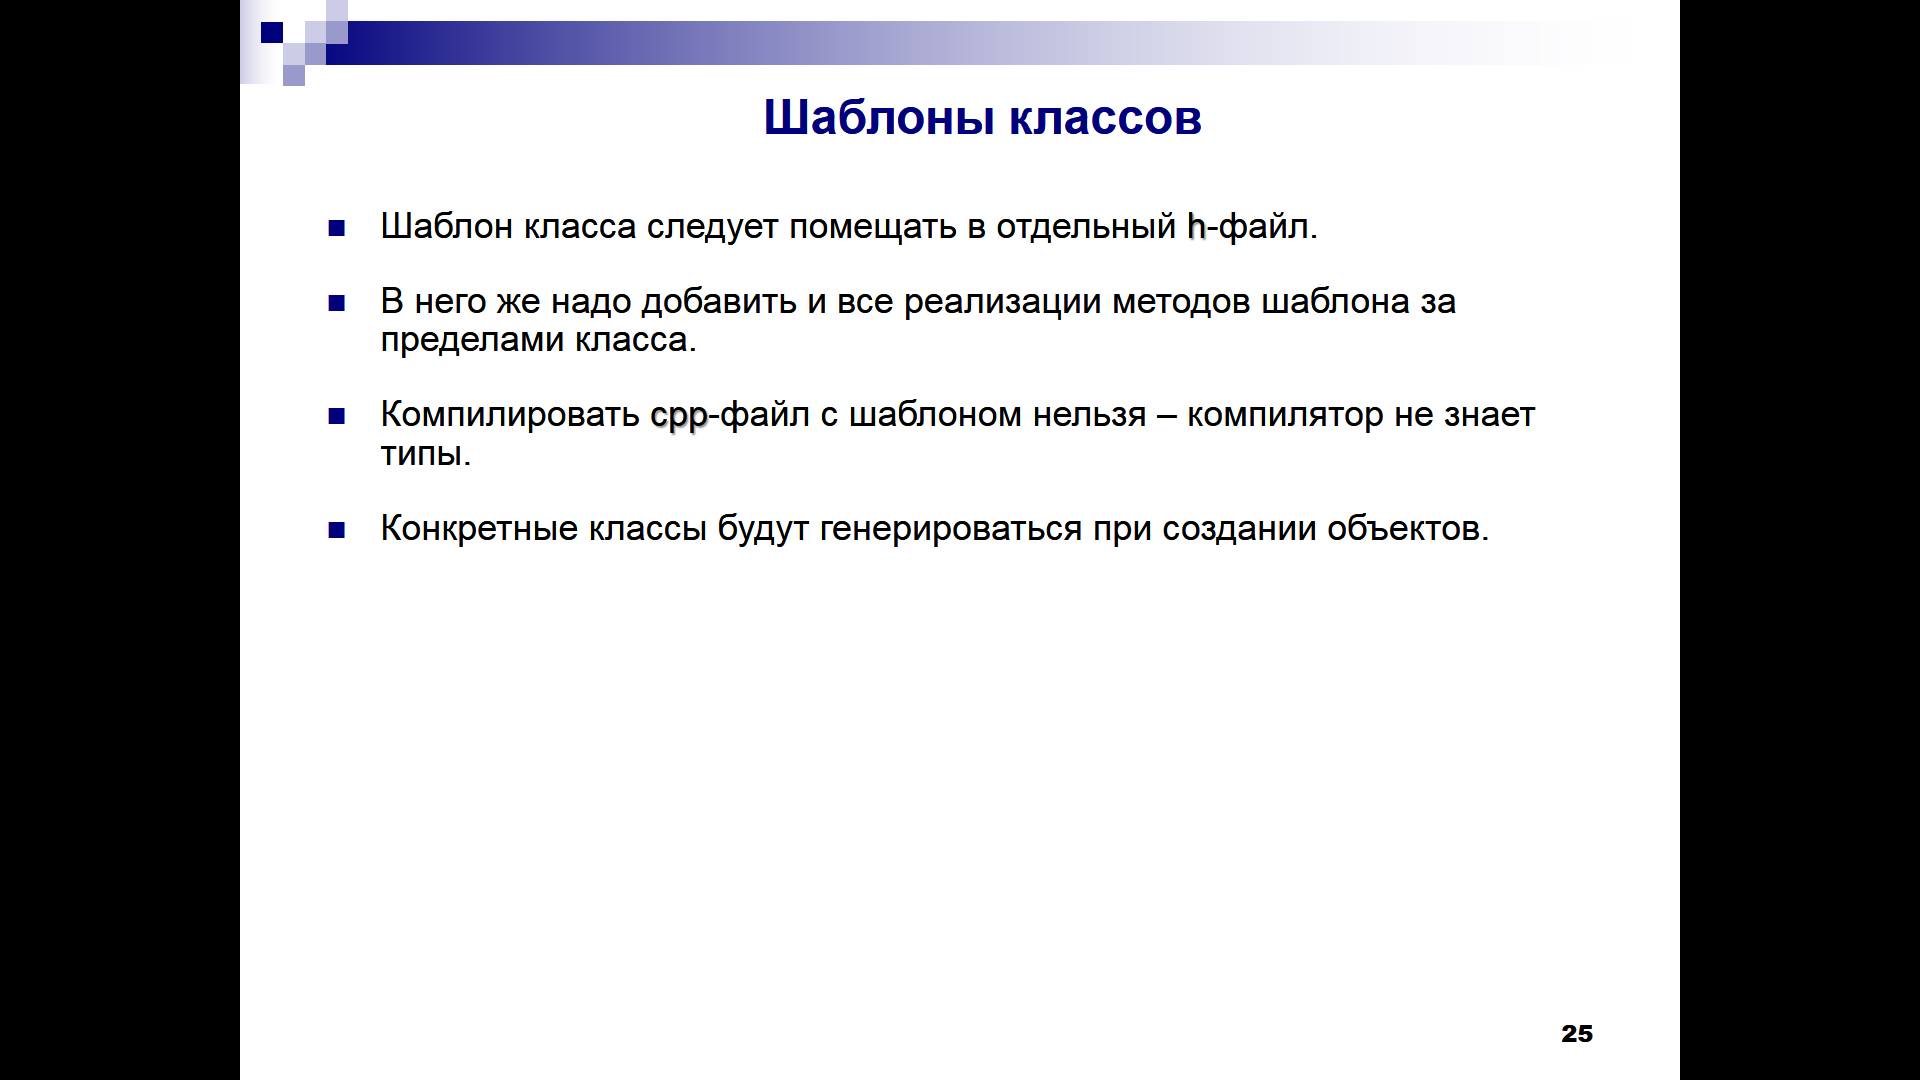 Шаблоны классов
Шаблон класса следует помещать в отдельный h-файл.
В него же надо добавить и все реализации методов шаблона за
пределами класса.
Компилировать cpp-файл с шаблоном нельзя – компилятор не знает
типы.
Конкретные классы будут генерироваться при создании объектов.
25